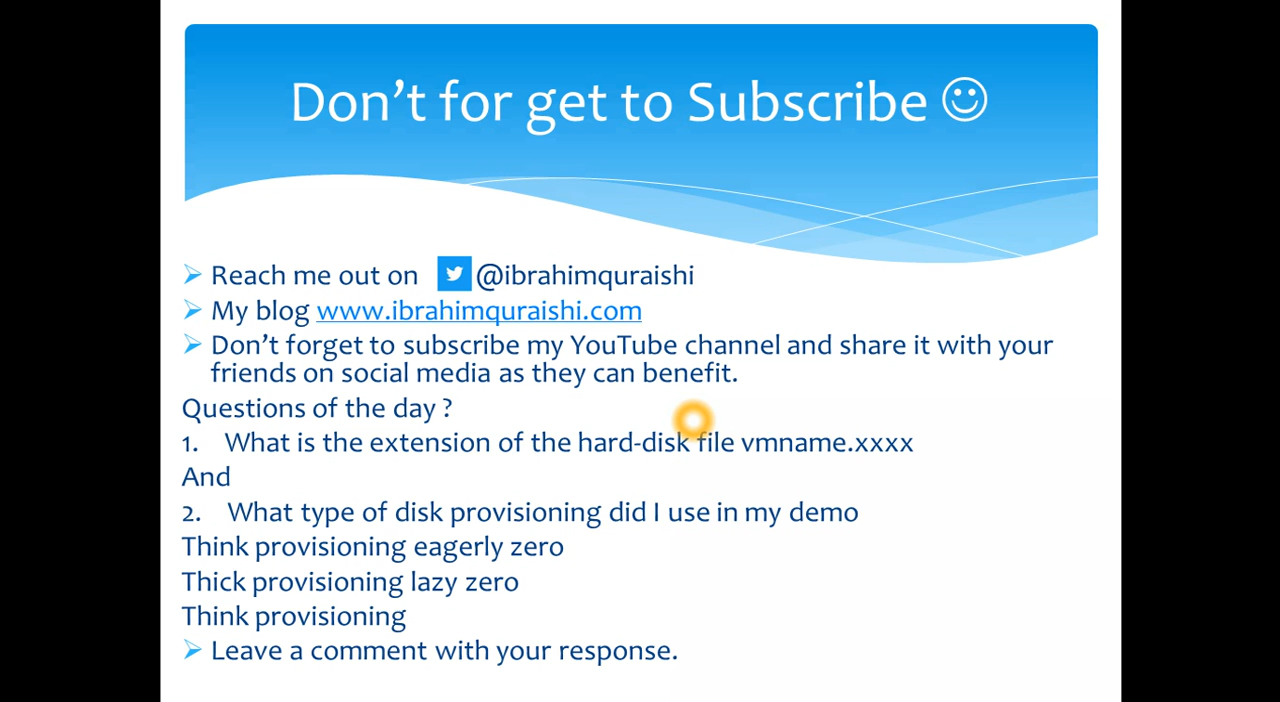 Don't for get to Subscribe ☺
Reach me out on @ibrahimquraishi
My blog www.ibrahimquraishi.com
Don't forget to subscribe my YouTube channel and share it with your
friends on social media as they can benefit.
Questions of the day ?
1. What is the extension of the hard-disk file vmname.xxxx
And
2. What type of disk provisioning did I use in my demo
Think provisioning eagerly zero
Thick provisioning lazy zero
Think provisioning
Leave a comment with your response.